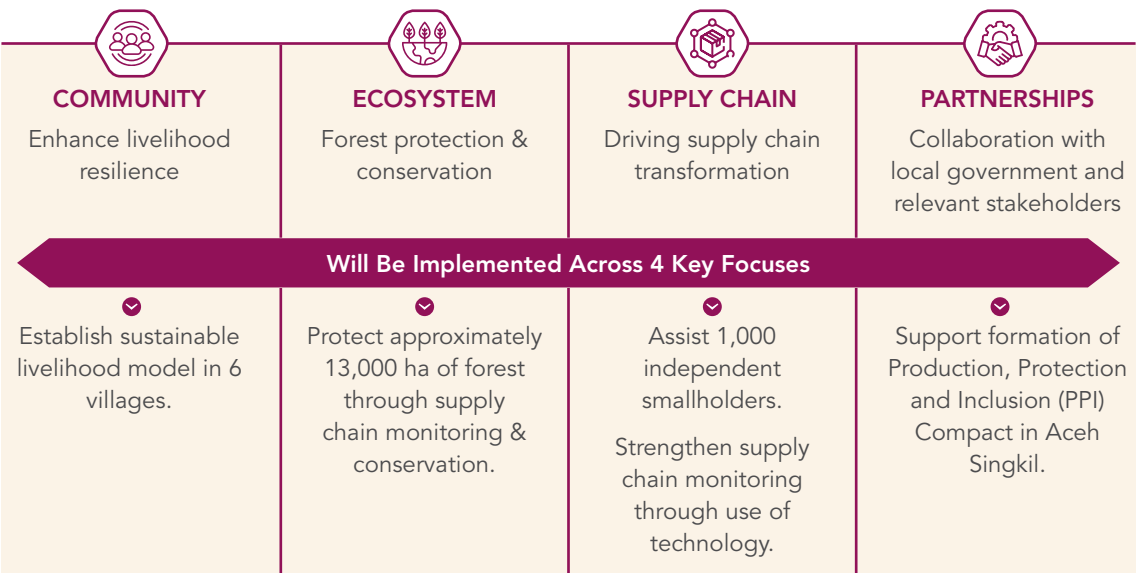 COMMUNITY
Enhance livelihood
resilience
ECOSYSTEM
Forest protection &
conservation
SUPPLY CHAIN
Driving supply chain
transformation
PARTNERSHIPS
Collaboration with
local government and
relevant stakeholders
Will Be Implemented Across 4 Key Focuses
Establish sustainable
livelihood model in 6
villages.
Protect approximately
13,000 ha of forest
through supply
chain monitoring &
conservation.
Assist 1,000
independent
smallholders.
Strengthen supply
chain monitoring
through use of
technology.
Support formation of
Production, Protection
and Inclusion (PPI)
Compact in Aceh
Singkil.